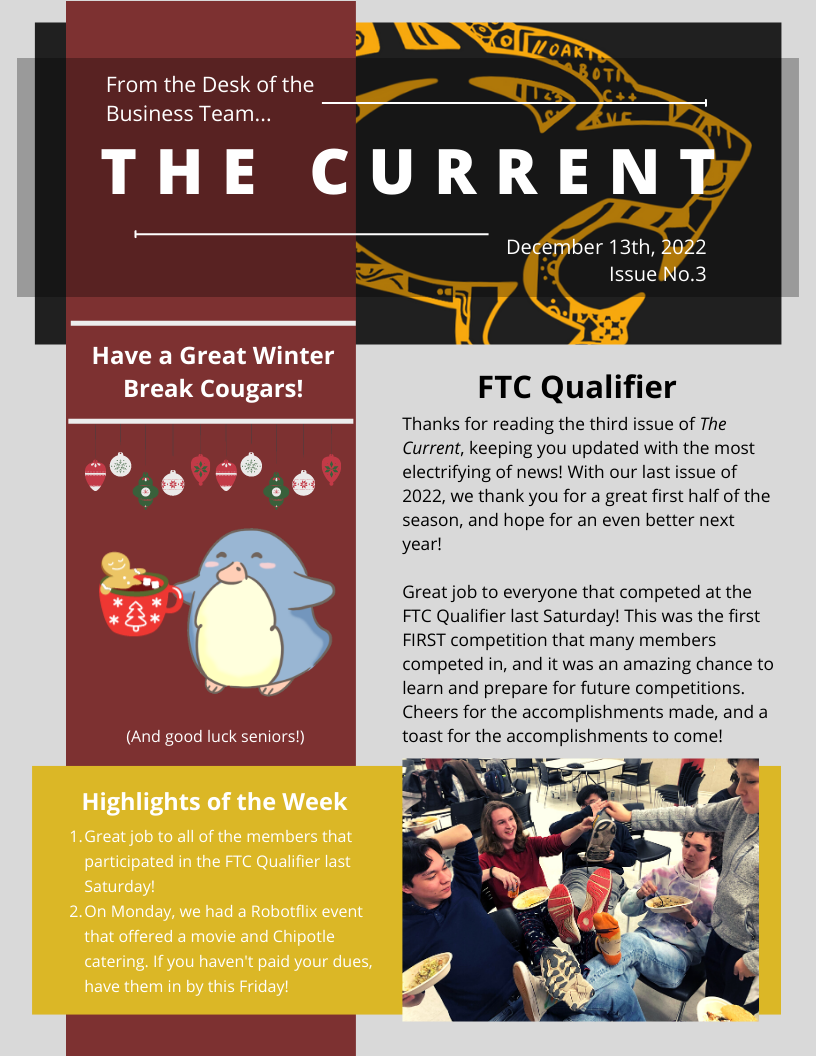 From the Desk of the
Business Team...
THE CURRENT
December 13th, 2022
Issue No.3
C++
Have a Great Winter
Break Cougars!
(And good luck seniors!)
FTC Qualifier
Thanks for reading the third issue of The
Current, keeping you updated with the most
electrifying of news! With our last issue of
2022, we thank you for a great first half of the
season, and hope for an even better next
year!
Great job to everyone that competed at the
FTC Qualifier last Saturday! This was the first
FIRST competition that many members
competed in, and it was an amazing chance to
learn and prepare for future competitions.
Cheers for the accomplishments made, and a
toast for the accomplishments to come!
Highlights of the Week
1. Great job to all of the members that
participated in the FTC Qualifier last
Saturday!
2. On Monday, we had a Robotflix event
that offered a movie and Chipotle
catering. If you haven't paid your dues,
have them in by this Friday!